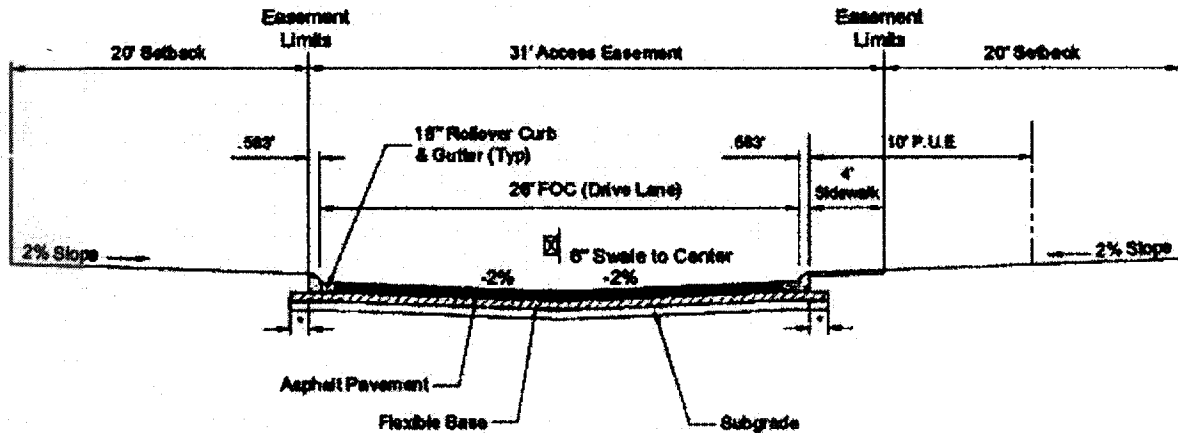 Easement
Limits
Easement
Limits
20' Setback
31' Access Easement
20' Setback
.583'
18" Rollover Curb
& Gutter (Typ)
.583'
10' P.U.E.
4'
Sidewalk
26' FOC (Drive Lane)
2% Slope
6" Swale to Center
2% Slope
-2%
-2%
*
*
Asphalt Pavement
Flexible Base
Subgrade